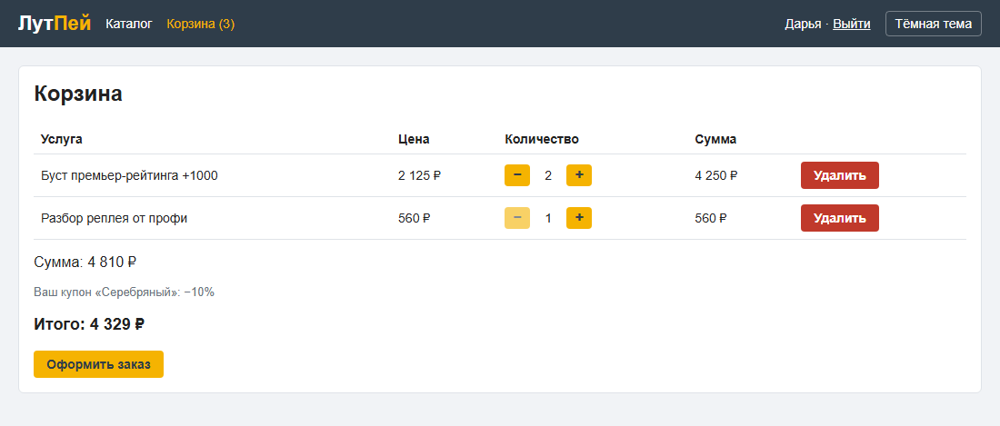 ЛутПей Каталог Корзина (3) Дарья · Выйти Тёмная тема
Корзина
Услуга Цена Количество Сумма
Буст премьер-рейтинга +1000 2 125 ₽ − 2 + 4 250 ₽ Удалить
Разбор реплея от профи 560 ₽ − 1 + 560 ₽ Удалить
Сумма: 4 810 ₽
Ваш купон «Серебряный»: −10%
Итого: 4 329 ₽
Оформить заказ